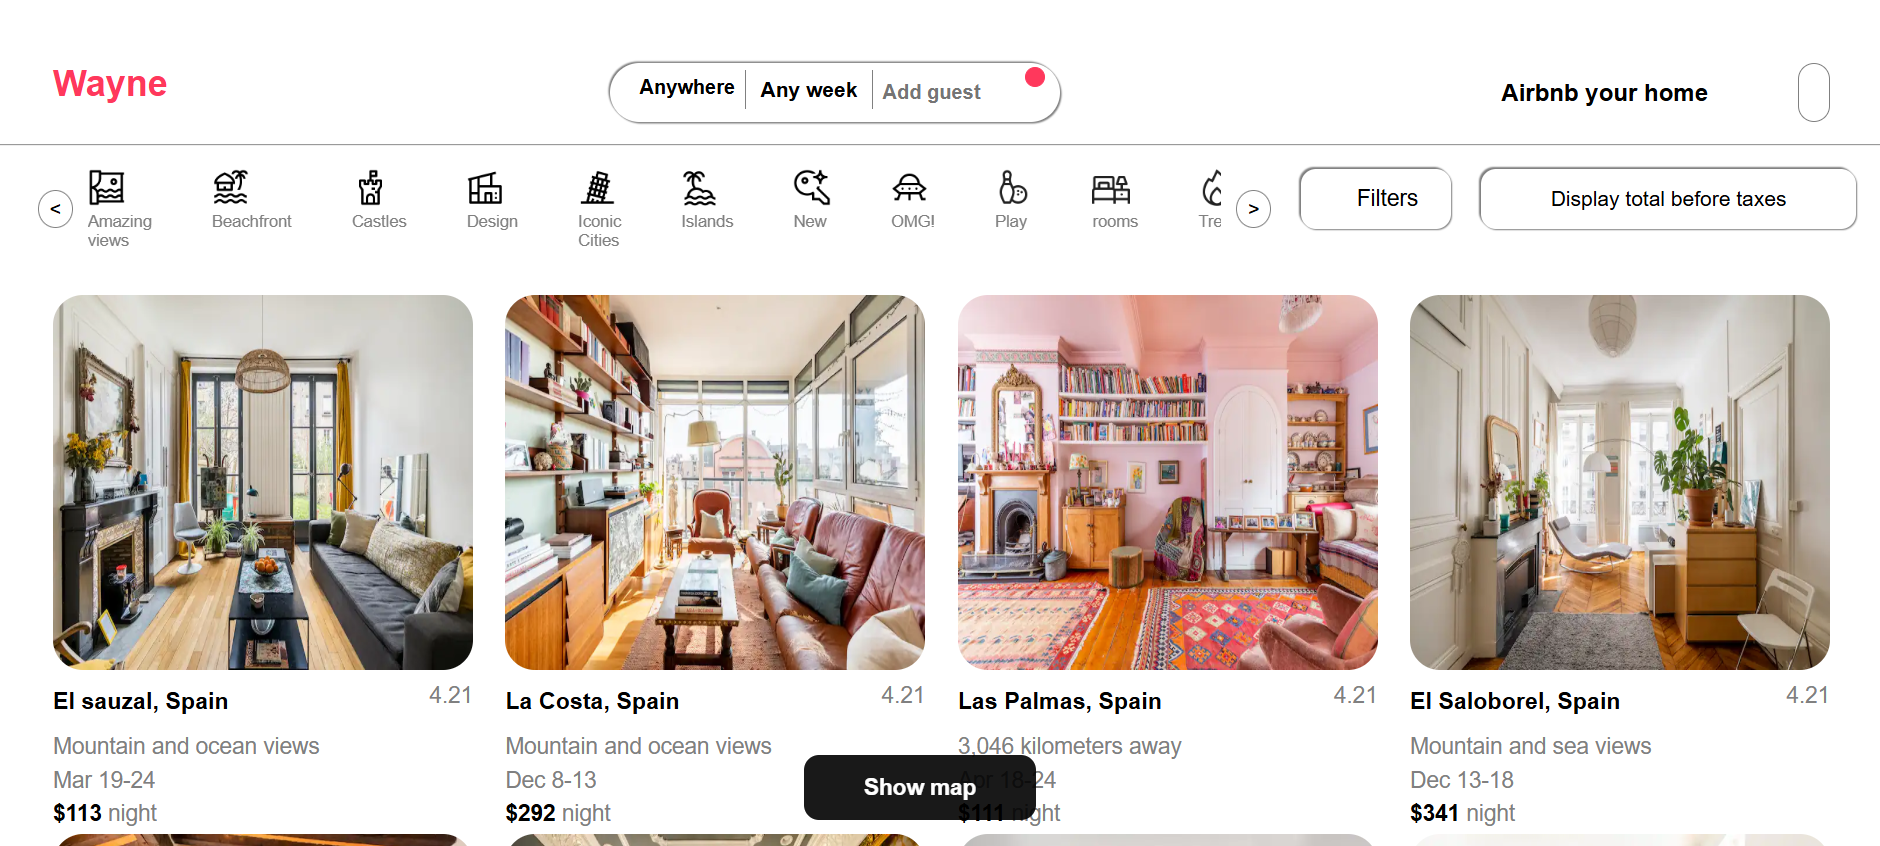 Wayne
Anywhere
Any week
Add guest
Airbnb your home
<
Amazing
views
Beachfront
Castles
Design
Iconic
Cities
Islands
New
OMG!
Play
rooms
Tre
>
Filters
Display total before taxes
El sauzal, Spain
4.21
Mountain and ocean views
Mar 19-24
$113 night
La Costa, Spain
4.21
Mountain and ocean views
Dec 8-13
$292 night
Las Palmas, Spain
4.21
3,046 kilometers away
Apr 18-24
$111 night
El Saloborel, Spain
4.21
Mountain and sea views
Dec 13-18
$341 night
Show map